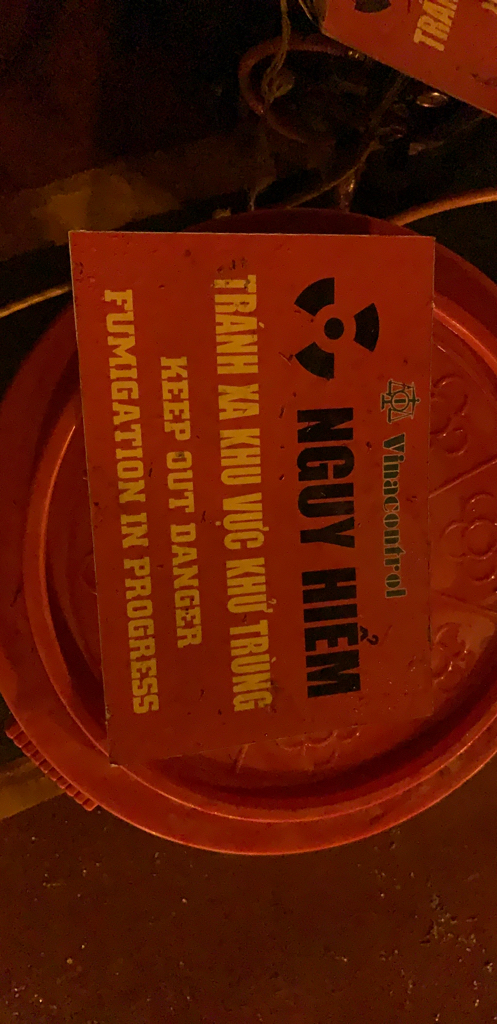 Vinacontrol
NGUY HIỂM
TRÁNH XA KHU VỰC KHỬ TRÙNG
KEEP OUT DANGER
FUMIGATION IN PROGRESS